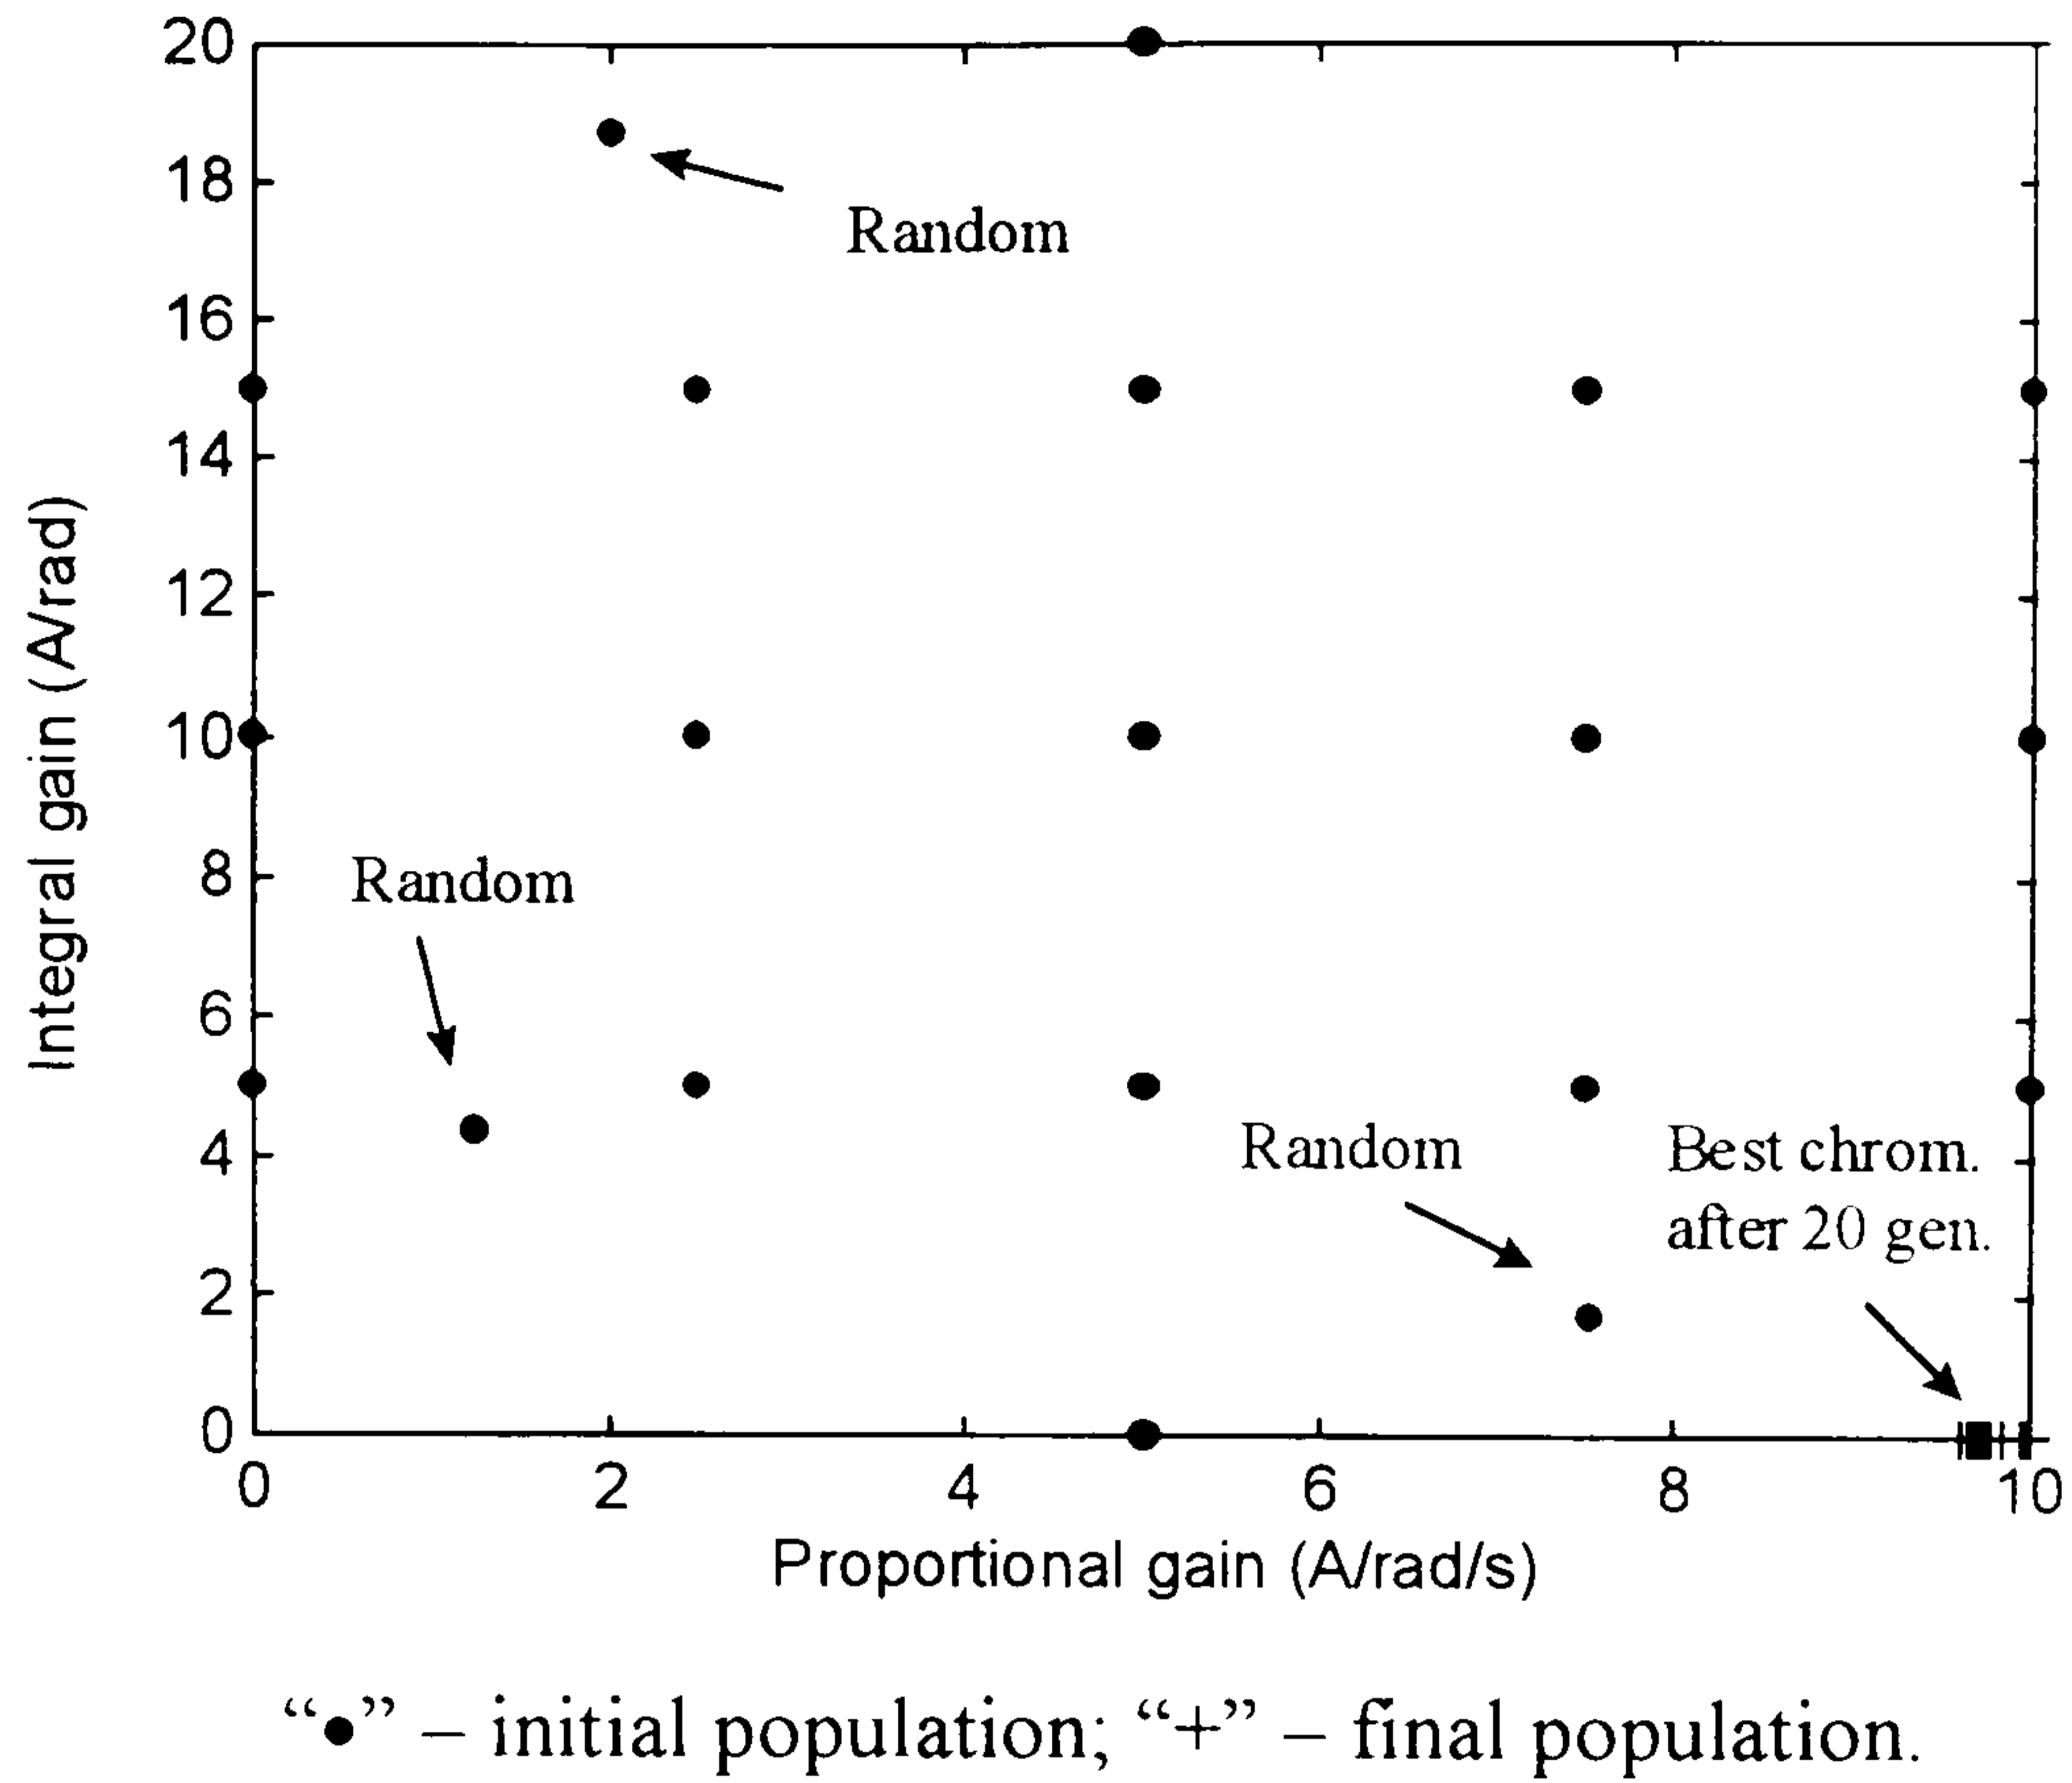 20
18
Random
16
14
12
10
8
Random
6
4
Random
Best chrom.
after 20 gen.
2
0
0 2 4 6 8 10
Integral gain (A/rad)
Proportional gain (A/rad/s)
“●” – initial population; “+” – final population.